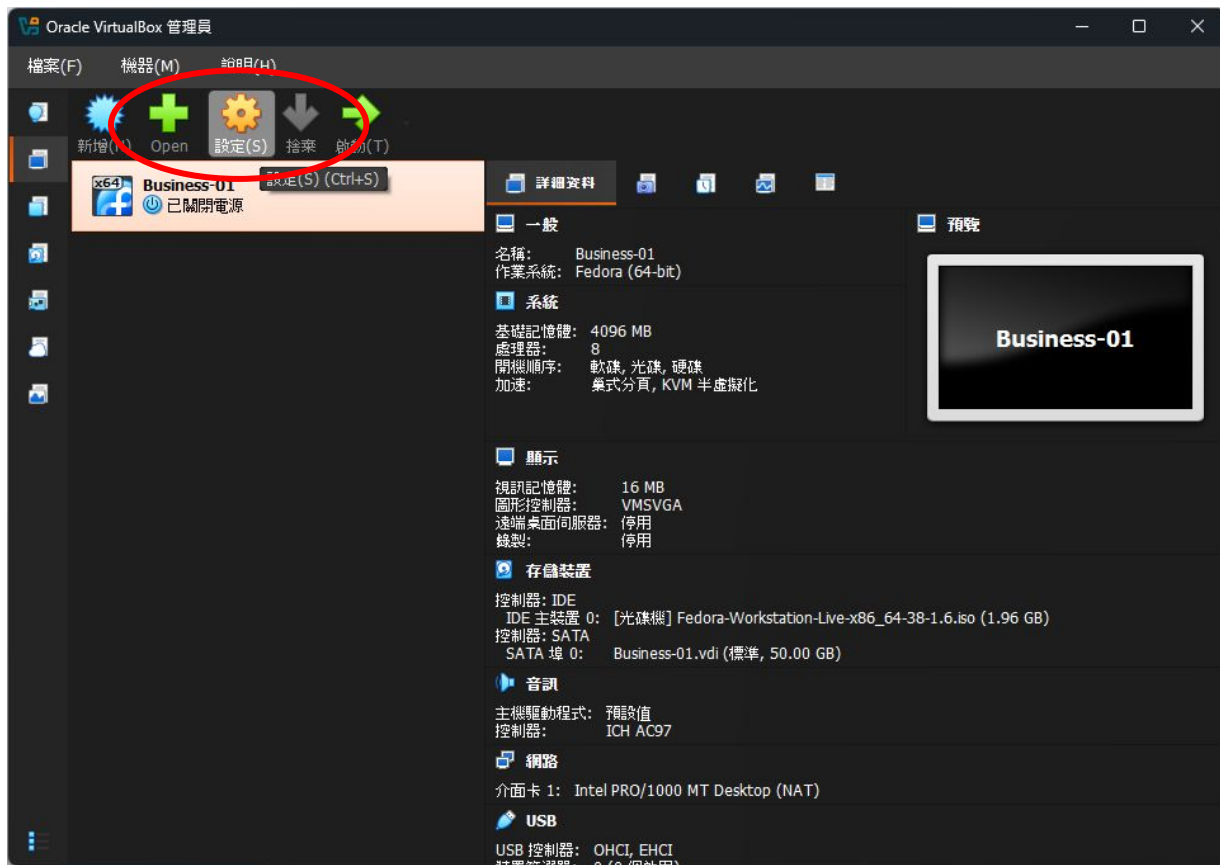 Oracle VirtualBox 管理員
檔案(F) 機器(M) 說明(H)
新增(N) Open 設定(S) 捨棄 啟動(T)
設定(S) (Ctrl+S)
x64 Business-01
已關閉電源
詳細資料
一般
名稱: Business-01
作業系統: Fedora (64-bit)
預覽
Business-01
系統
基礎記憶體: 4096 MB
處理器: 8
開機順序: 軟碟, 光碟, 硬碟
加速: 巢式分頁, KVM 半虛擬化
顯示
視訊記憶體: 16 MB
圖形控制器: VMSVGA
遠端桌面伺服器: 停用
錄製: 停用
存儲裝置
控制器: IDE
IDE 主裝置 0: [光碟機] Fedora-Workstation-Live-x86_64-38-1.6.iso (1.96 GB)
控制器: SATA
SATA 埠 0: Business-01.vdi (標準, 50.00 GB)
音訊
主機驅動程式: 預設值
控制器: ICH AC97
網路
介面卡 1: Intel PRO/1000 MT Desktop (NAT)
USB
USB 控制器: OHCI, EHCI